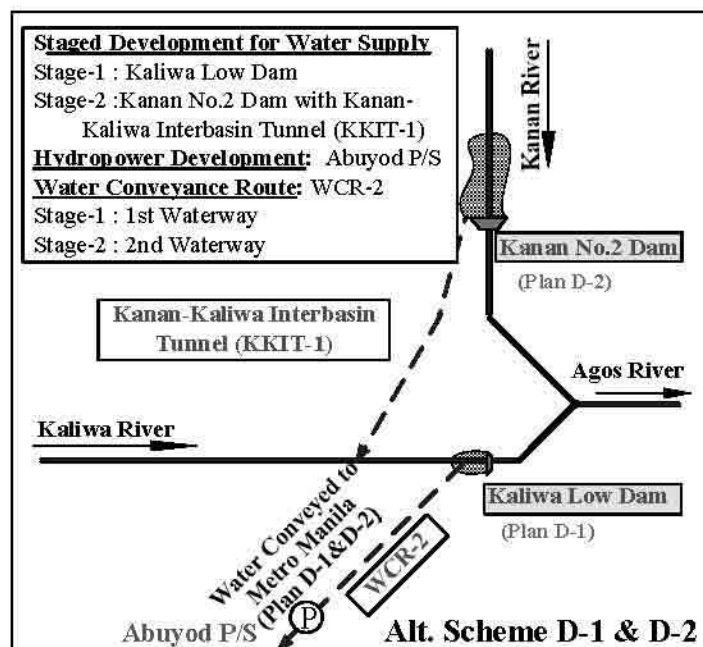 Staged Development for Water Supply
Stage-1 : Kaliwa Low Dam
Stage-2 :Kanan No.2 Dam with Kanan-
Kaliwa Interbasin Tunnel (KKIT-1)
Hydropower Development: Abuyod P/S
Water Conveyance Route: WCR-2
Stage-1 : 1st Waterway
Stage-2 : 2nd Waterway
Kanan River
Kanan No.2 Dam
(Plan D-2)
Kanan-Kaliwa Interbasin
Tunnel (KKIT-1)
Agos River
Kaliwa River
Kaliwa Low Dam
(Plan D-1)
Water Conveyed to
Metro Manila
(Plan D-1&D-2)
WCR-2
P
Abuyod P/S
Alt. Scheme D-1 & D-2